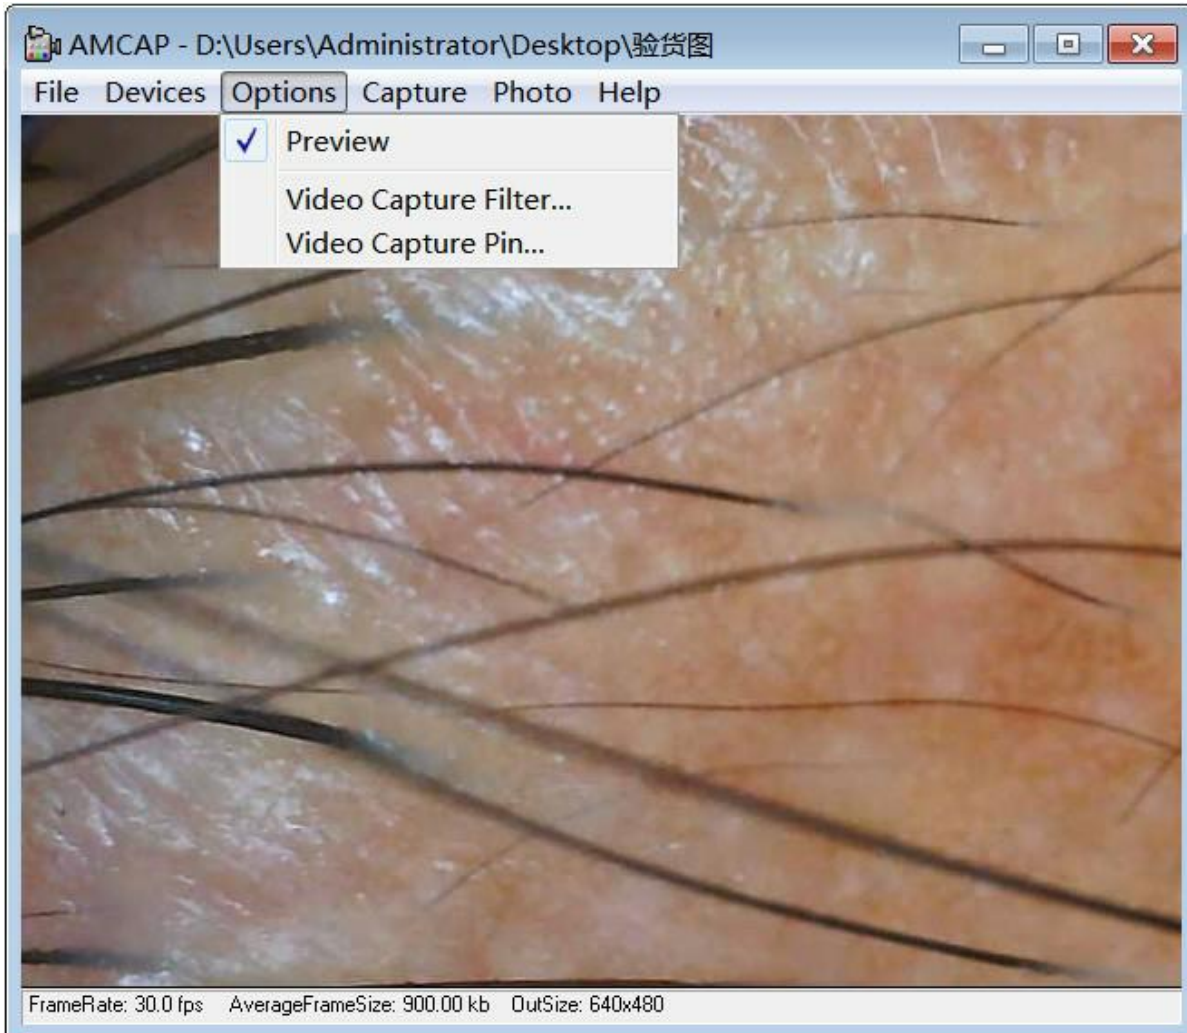 AMCAP - D:\Users\Administrator\Desktop\验货图
File Devices Options Capture Photo Help
Preview
Video Capture Filter...
Video Capture Pin...
FrameRate: 30.0 fps AverageFrameSize: 900.00 kb OutSize: 640x480